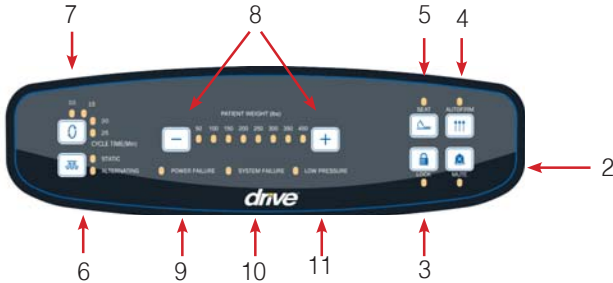 7
8
5
4
10 15
20
25
CYCLE TIME(Min)
STATIC
ALTERNATING
PATIENT WEIGHT (lbs)
50 100 150 200 250 300 350 400
SEAT
AUTOFIRM
LOCK
MUTE
POWER FAILURE
SYSTEM FAILURE
LOW PRESSURE
drive
2
6
9
10
11
3